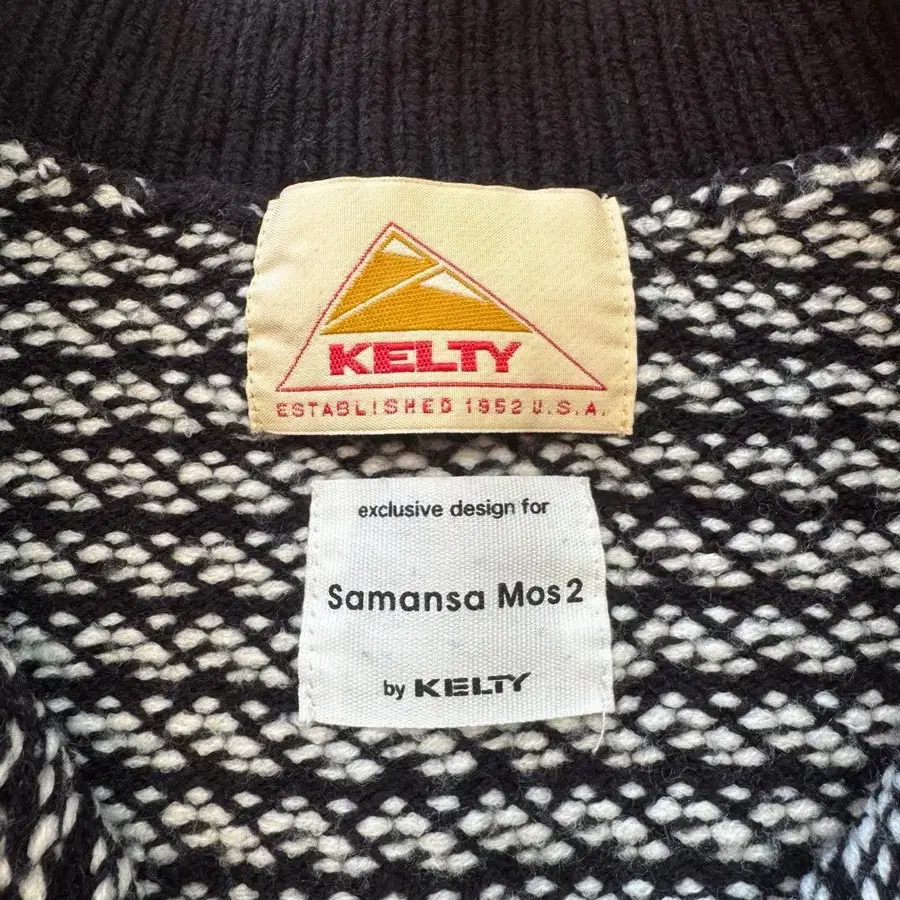 KELTY
ESTABLISHED 1952 U.S.A.
exclusive design for
Samansa Mos2
by KELTY